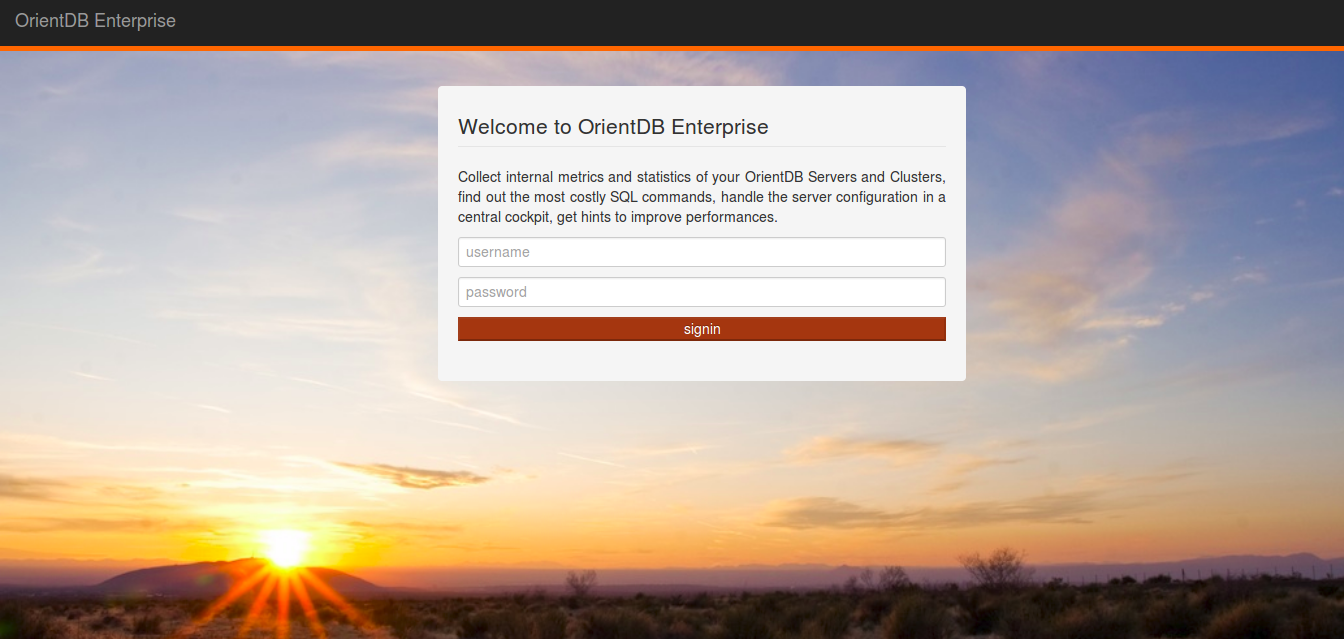 OrientDB Enterprise
Welcome to OrientDB Enterprise
Collect internal metrics and statistics of your OrientDB Servers and Clusters,
find out the most costly SQL commands, handle the server configuration in a
central cockpit, get hints to improve performances.
username
password
signin